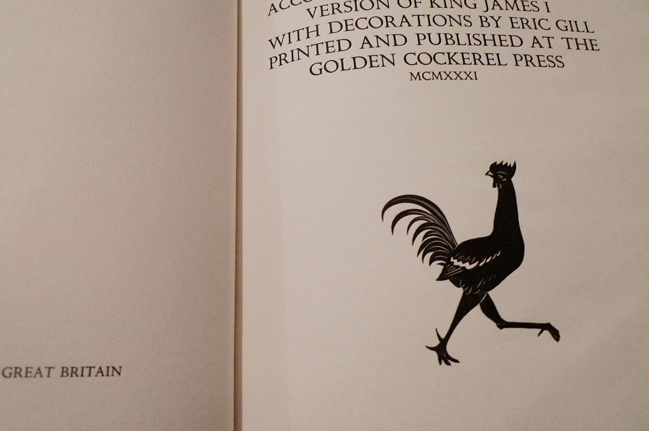 ACCORDING
VERSION OF KING JAMES I
WITH DECORATIONS BY ERIC GILL
PRINTED AND PUBLISHED AT THE
GOLDEN COCKEREL PRESS
MCMXXXI
GREAT BRITAIN